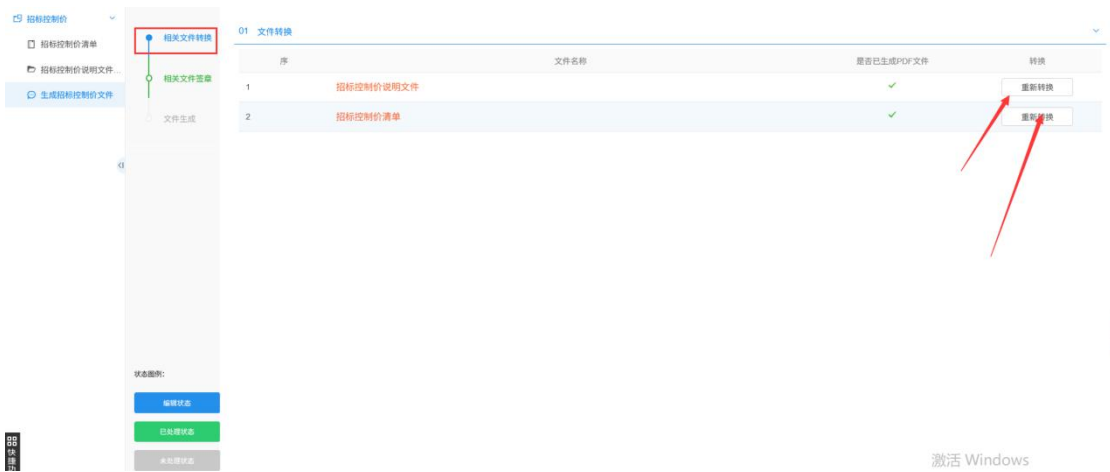 招标控制价
招标控制价清单
招标控制价说明文件...
生成招标控制价文件
相关文件转换
相关文件签章
文件生成
01 文件转换
序 文件名称 是否已生成PDF文件 转换
1 招标控制价说明文件 重新转换
2 招标控制价清单 重新转换
状态图例：
编辑状态
已处理状态
未处理状态
快捷功
激活 Windows